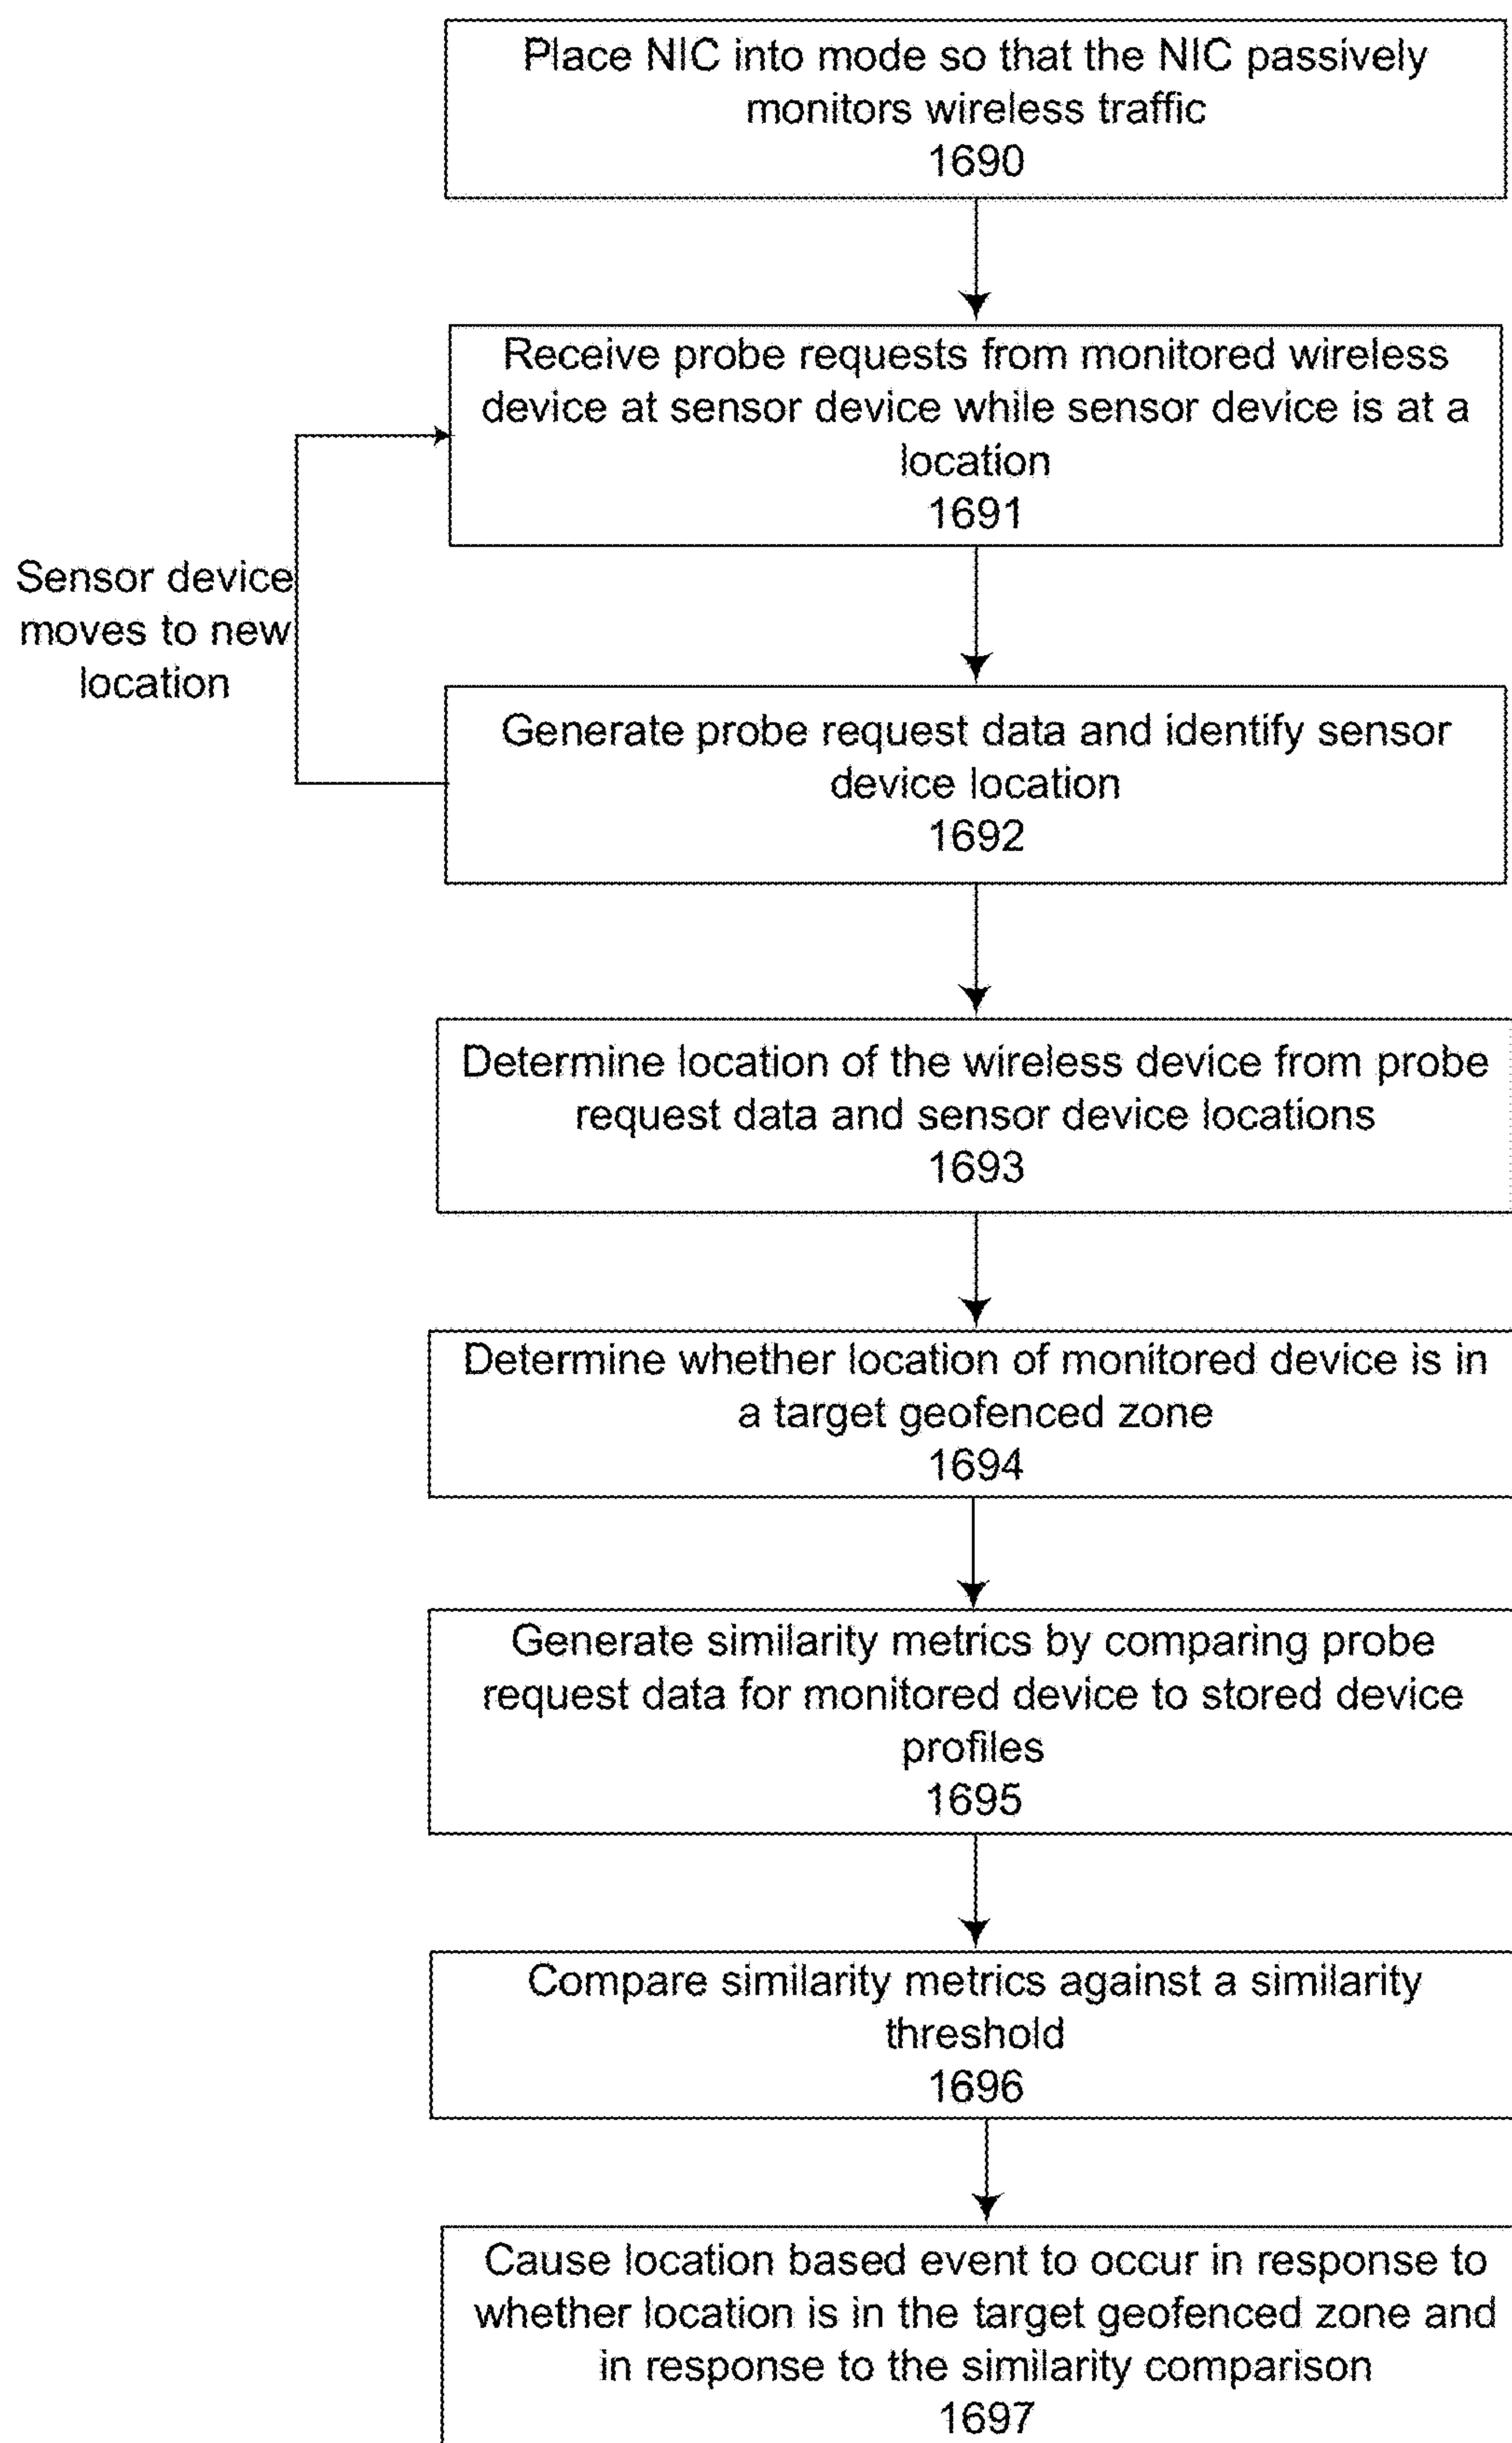 Place NIC into mode so that the NIC passively
monitors wireless traffic
1690
Receive probe requests from monitored wireless
device at sensor device while sensor device is at a
location
1691
Sensor device
moves to new
location
Generate probe request data and identify sensor
device location
1692
Determine location of the wireless device from probe
request data and sensor device locations
1693
Determine whether location of monitored device is in
a target geofenced zone
1694
Generate similarity metrics by comparing probe
request data for monitored device to stored device
profiles
1695
Compare similarity metrics against a similarity
threshold
1696
Cause location based event to occur in response to
whether location is in the target geofenced zone and
in response to the similarity comparison
1697